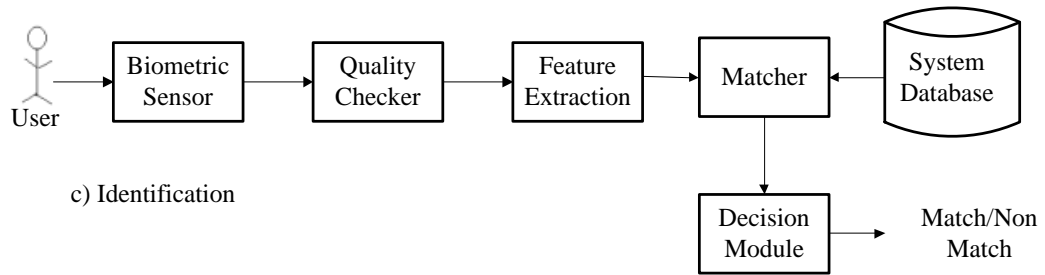 User
Biometric
Sensor
Quality
Checker
Feature
Extraction
Matcher
System
Database
c) Identification
Decision
Module
Match/Non
Match